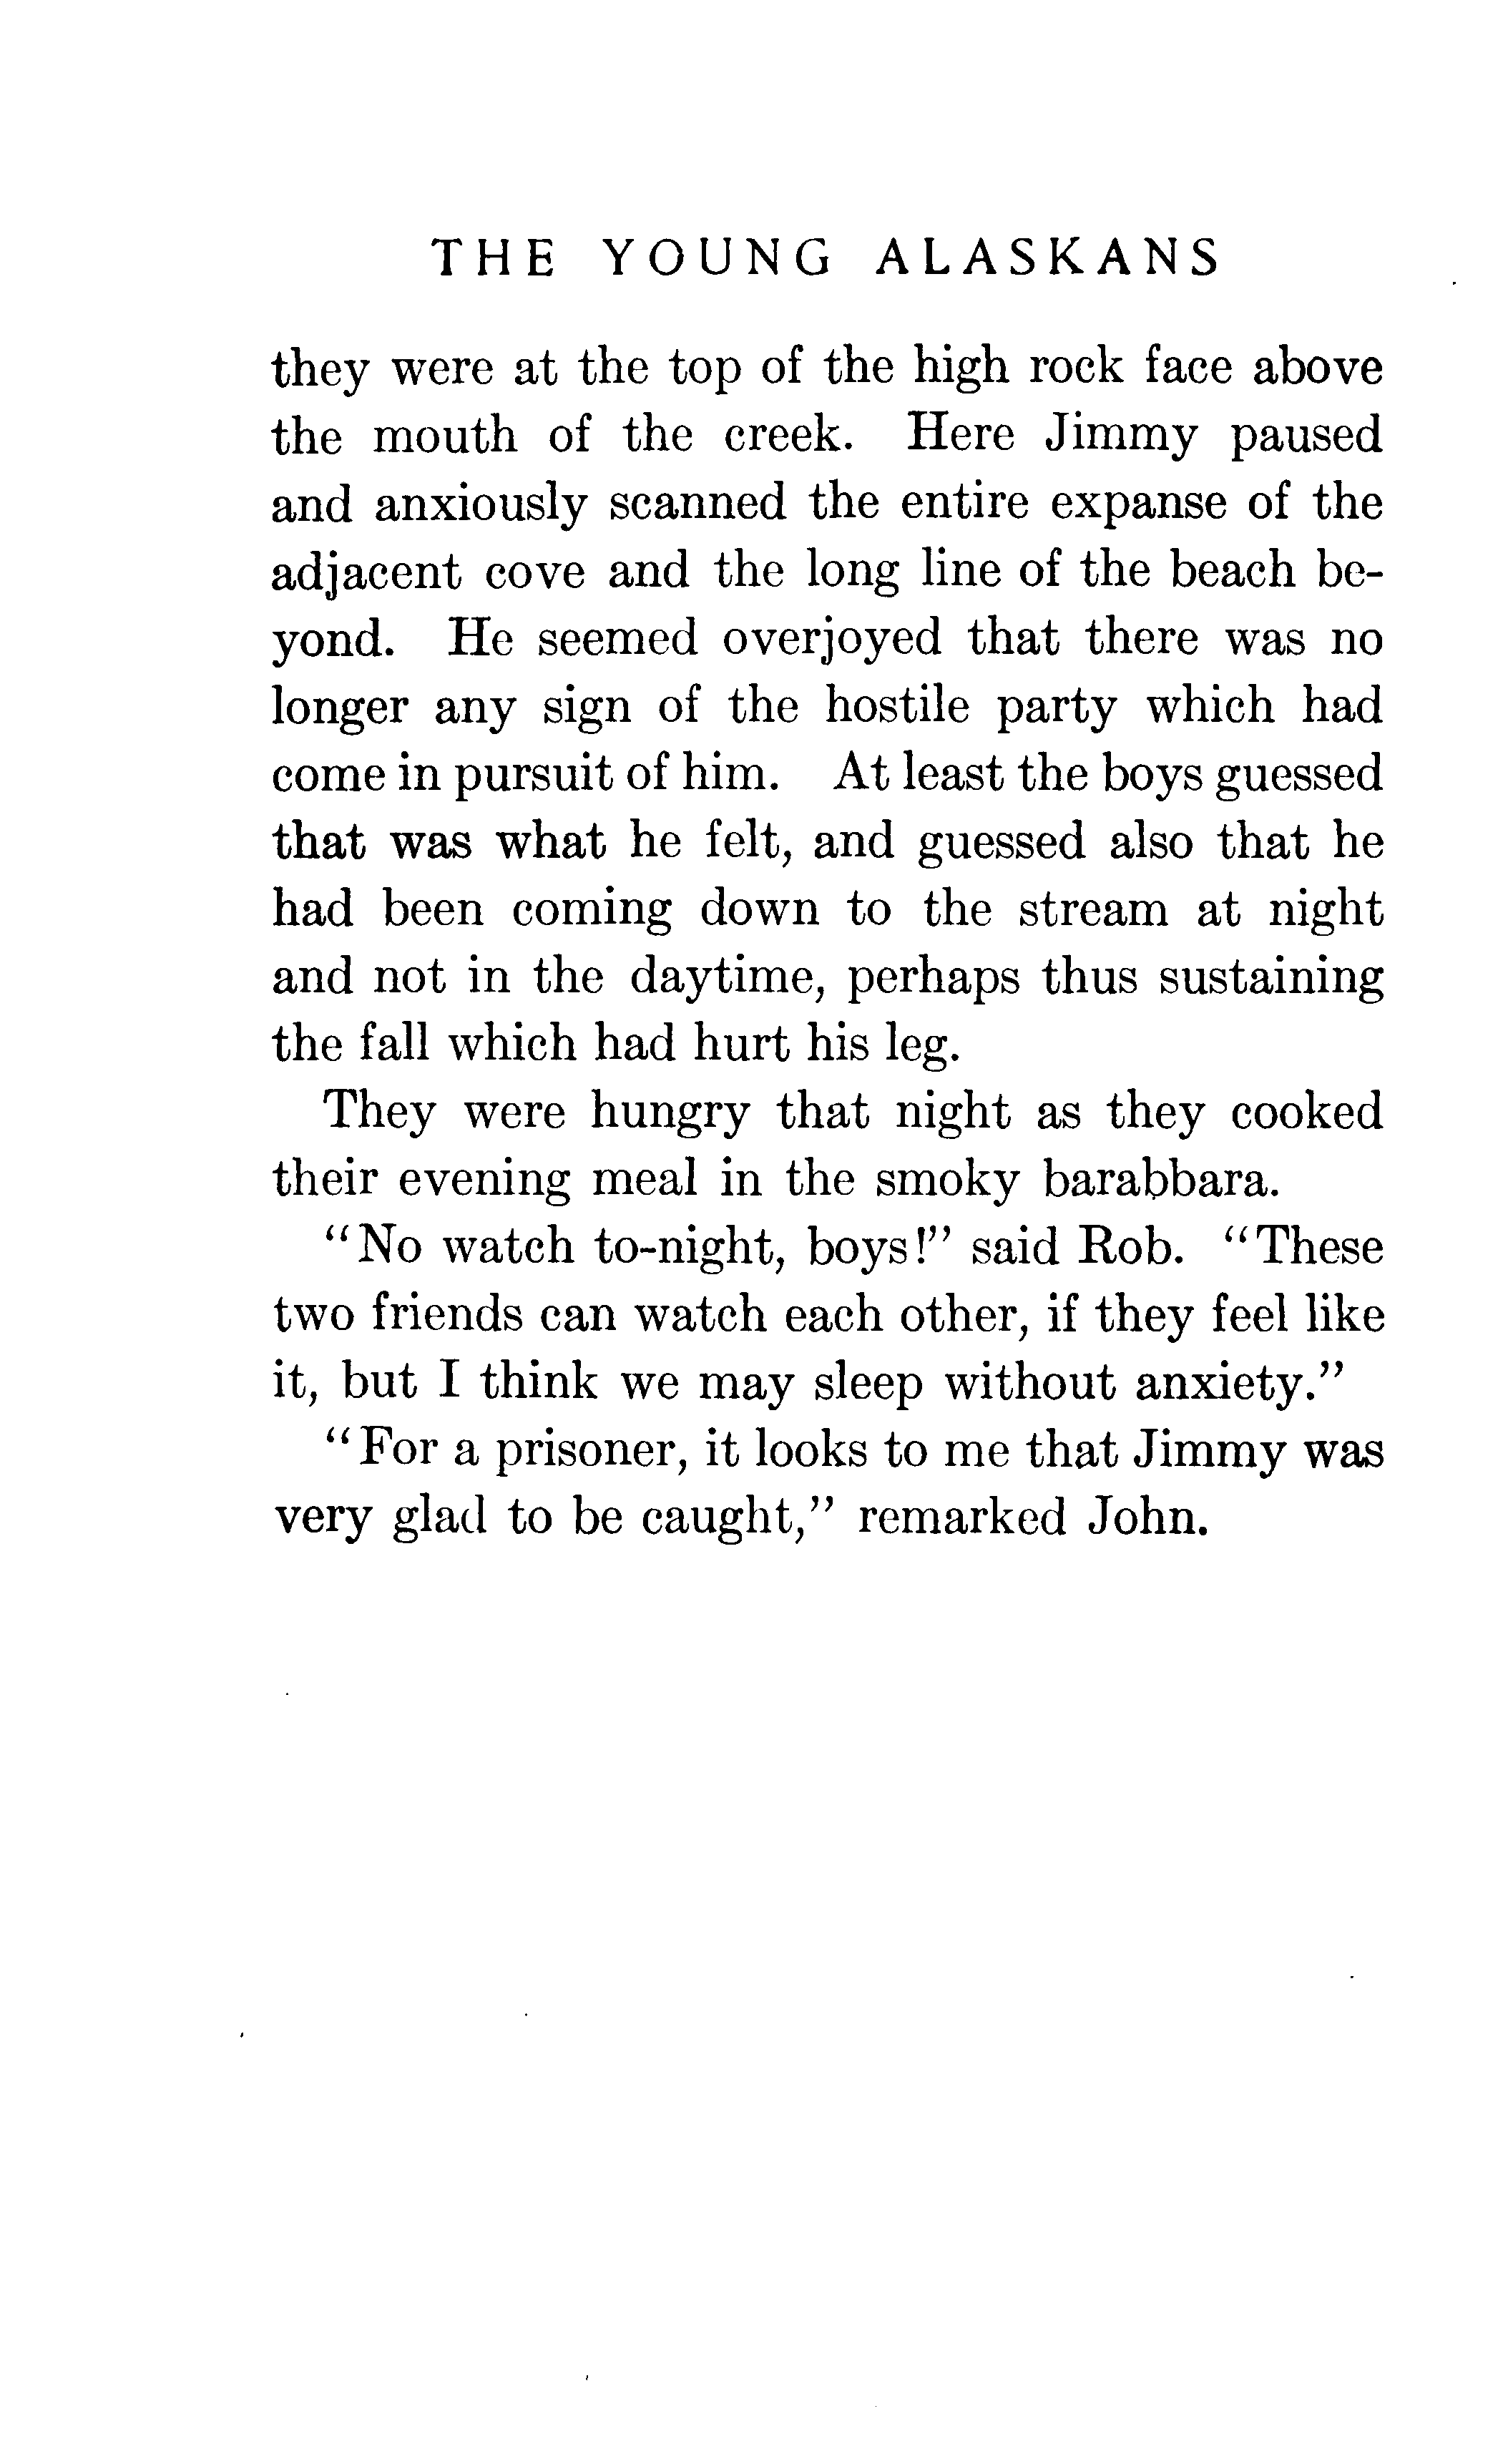 THE YOUNG ALASKANS
they were at the top of the high rock face above
the mouth of the creek. Here Jimmy paused
and anxiously scanned the entire expanse of the
adjacent cove and the long line of the beach be-
yond. He seemed overjoyed that there was no
longer any sign of the hostile party which had
come in pursuit of him. At least the boys guessed
that was what he felt, and guessed also that he
had been coming down to the stream at night
and not in the daytime, perhaps thus sustaining
the fall which had hurt his leg.
They were hungry that night as they cooked
their evening meal in the smoky barabbara.
“No watch to-night, boys!” said Rob. “These
two friends can watch each other, if they feel like
it, but I think we may sleep without anxiety.”
“For a prisoner, it looks to me that Jimmy was
very glad to be caught,” remarked John.